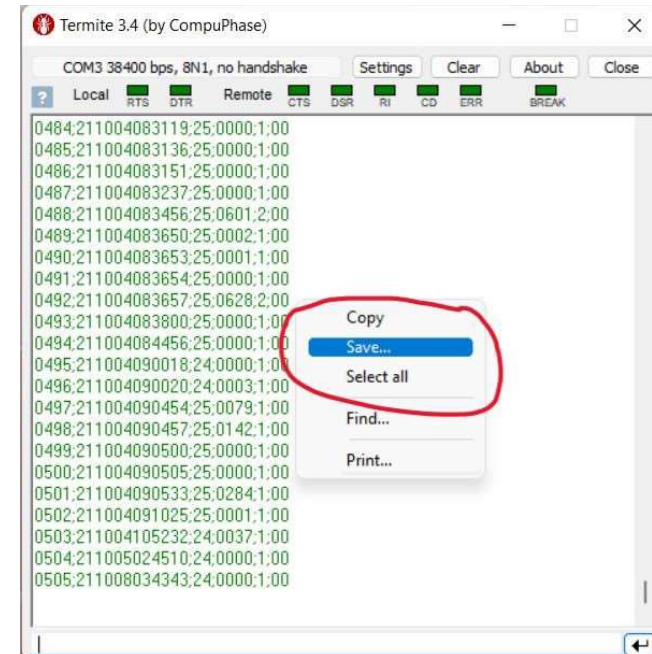 Termite 3.4 (by CompuPhase)
COM3 38400 bps, 8N1, no handshake Settings Clear About Close
? Local RTS DTR Remote CTS DSR RI CD ERR BREAK
0484;211004083119;25;0000;1;00
0485;211004083136;25;0000;1;00
0486;211004083151;25;0000;1;00
0487;211004083237;25;0000;1;00
0488;211004083456;25;0601;2;00
0489;211004083650;25;0002;1;00
0490;211004083653;25;0001;1;00
0491;211004083654;25;0000;1;00
0492;211004083657;25;0628;2;00
0493;211004083800;25;0000;1;00
0494;211004084456;25;0000;1;00
0495;211004090018;24;0000;1;00
0496;211004090020;24;0003;1;00
0497;211004090454;25;0079;1;00
0498;211004090457;25;0142;1;00
0499;211004090500;25;0000;1;00
0500;211004090505;25;0000;1;00
0501;211004090533;25;0284;1;00
0502;211004091025;25;0001;1;00
0503;211004105232;24;0037;1;00
0504;211005024510;24;0000;1;00
0505;211008034343;24;0000;1;00
Copy
Save...
Select all
Find...
Print...